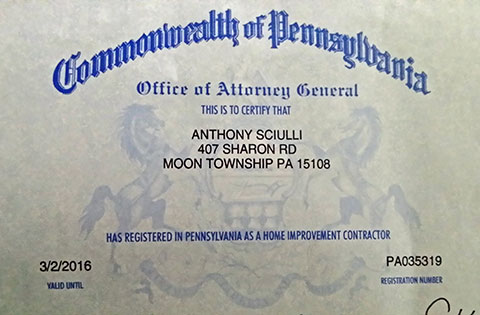 Commonwealth of Pennsylvania
Office of Attorney General
THIS IS TO CERTIFY THAT
ANTHONY SCIULLI
407 SHARON RD
MOON TOWNSHIP PA 15108
HAS REGISTERED IN PENNSYLVANIA AS A HOME IMPROVEMENT CONTRACTOR
3/2/2016
VALID UNTIL
PA035319
REGISTRATION NUMBER